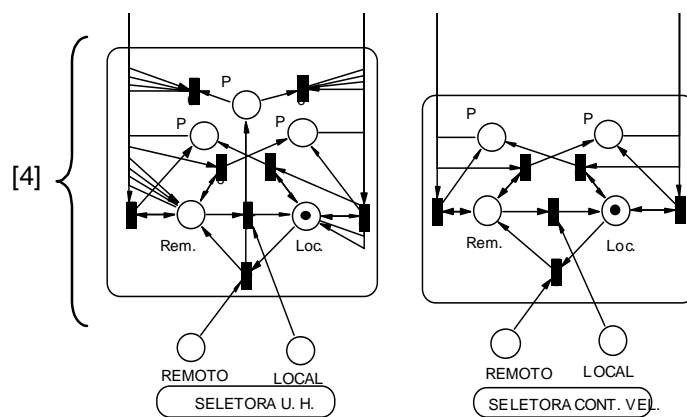 P
P
P
P
P
[4]
Rem.
Loc.
Rem.
Loc.
REMOTO
LOCAL
REMOTO
LOCAL
SELETORA U. H.
SELETORA CONT. VEL.